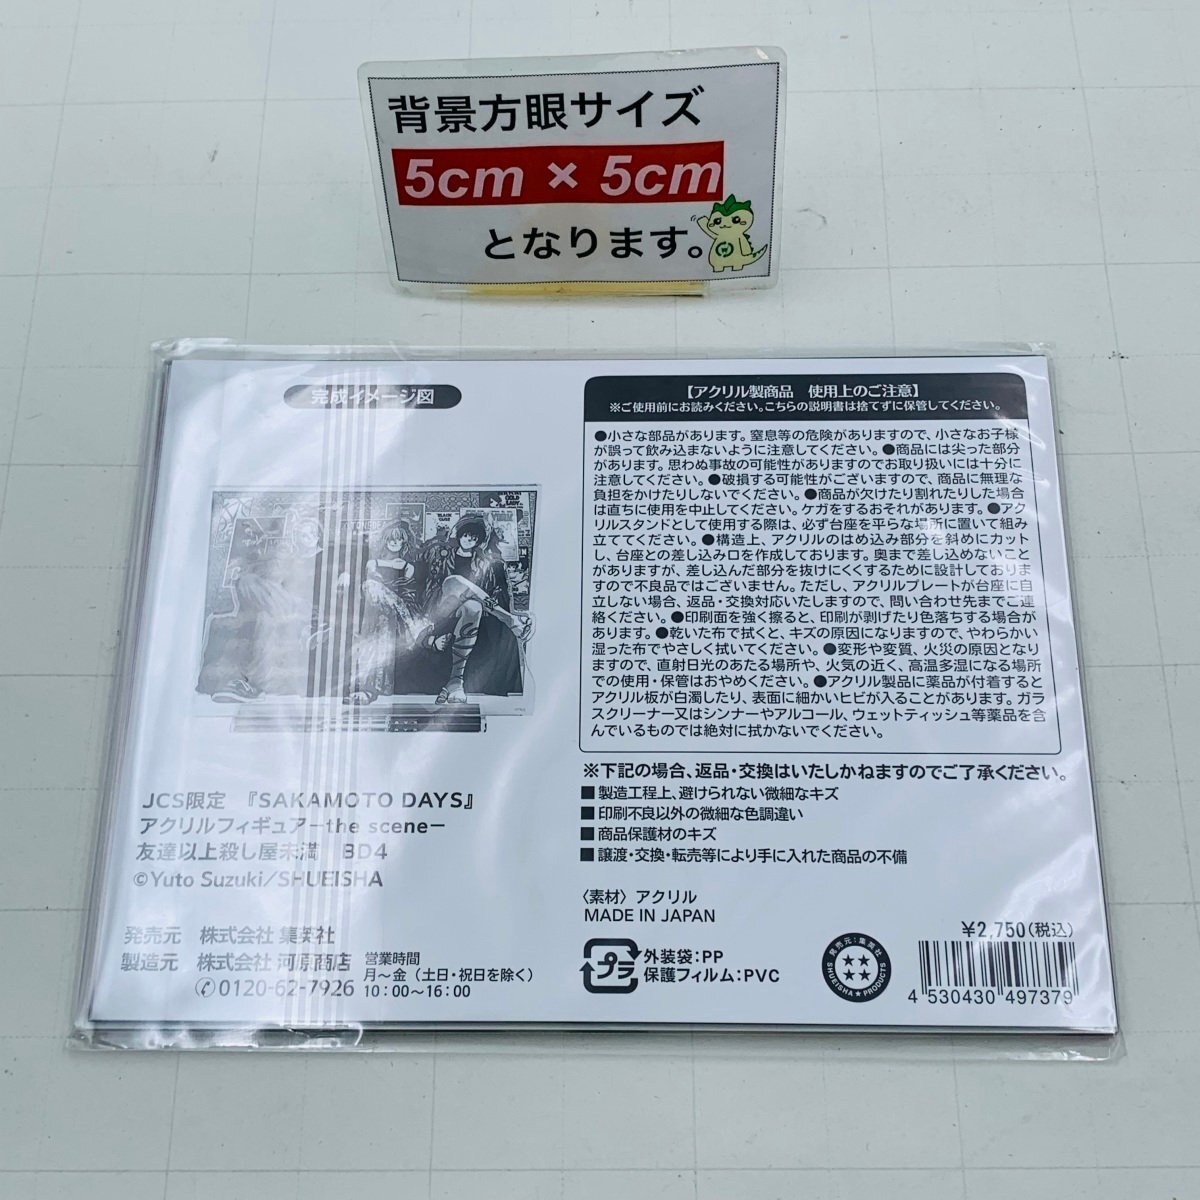 背景方眼サイズ
5cm × 5cm
となります。
完成イメージ図
JCS限定 『SAKAMOTO DAYS』
アクリルフィギュアーthe sceneー
友達以上殺し屋未満 BD4
©Yuto Suzuki/SHUEISHA
発売元 株式会社 集英社
製造元 株式会社 河原商店
0120-62-7926
営業時間
月～金（土日・祝日を除く）
10：00～16：00
【アクリル製商品 使用上のご注意】
※ご使用前にお読みください。こちらの説明書は捨てずに保管してください。
●小さな部品があります。窒息等の危険がありますので、小さなお子様
が誤って飲み込まないように注意してください。●商品には尖った部分
があります。思わぬ事故の可能性がありますのでお取り扱いには十分に
注意してください。●破損する可能性がございますので、商品に無理な
負担をかけたりしないでください。●商品が欠けたり割れたりした場合
は直ちに使用を中止してください。ケガをするおそれがあります。●アク
リルスタンドとして使用する際は、必ず台座を平らな場所に置いて組み
立ててください。●構造上、アクリルのはめ込み部分を斜めにカット
し、台座との差し込み口を作成しております。奥まで差し込めないこと
がありますが、差し込んだ部分を抜けにくくするために設計しておりま
すので不良品ではございません。ただし、アクリルプレートが台座に自
立しない場合、返品・交換対応いたしますので、問い合わせ先までご連
絡ください。●印刷面を強く擦ると、印刷が剥げたり色落ちする場合が
あります。●乾いた布で拭くと、キズの原因になりますので、やわらかい
湿った布でやさしく拭いてください。●変形や変質、火災の原因となり
ますので、直射日光のあたる場所や、火気の近く、高温多湿になる場所
での使用・保管はおやめください。●アクリル製品に薬品が付着すると
アクリル板が白濁したり、表面に細かいヒビが入ることがあります。ガラ
スクリーナー又はシンナーやアルコール、ウェットティッシュ等薬品を含
んでいるものでは絶対に拭かないでください。
※下記の場合、返品・交換はいたしかねますのでご了承ください。
■製造工程上、避けられない微細なキズ
■印刷不良以外の微細な色調違い
■商品保護材のキズ
■譲渡・交換・転売等により手に入れた商品の不備
〈素材〉アクリル
MADE IN JAPAN
プラ
外装袋：PP
保護フィルム：PVC
発売元：集英社
SHUEISHA ★ PRODUCTS
￥2,750（税込）
4 530430 497379